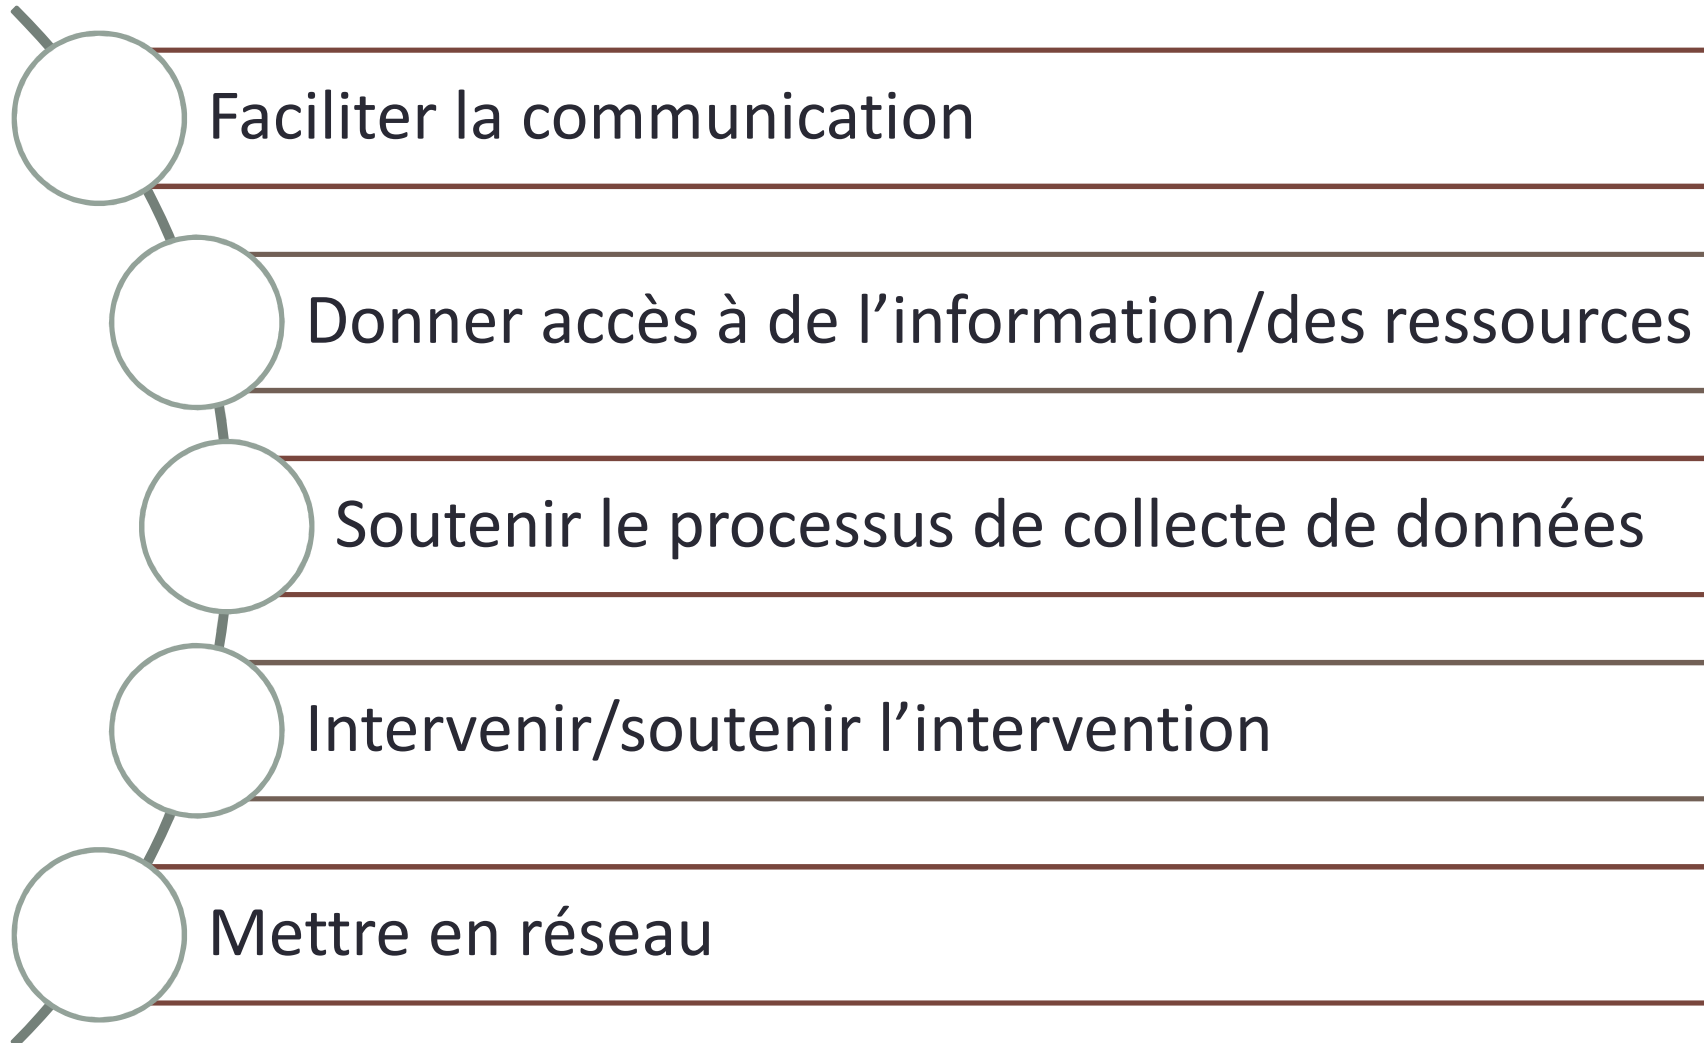 Faciliter la communication
Donner accès à de l’information/des ressources
Soutenir le processus de collecte de données
Intervenir/soutenir l’intervention
Mettre en réseau